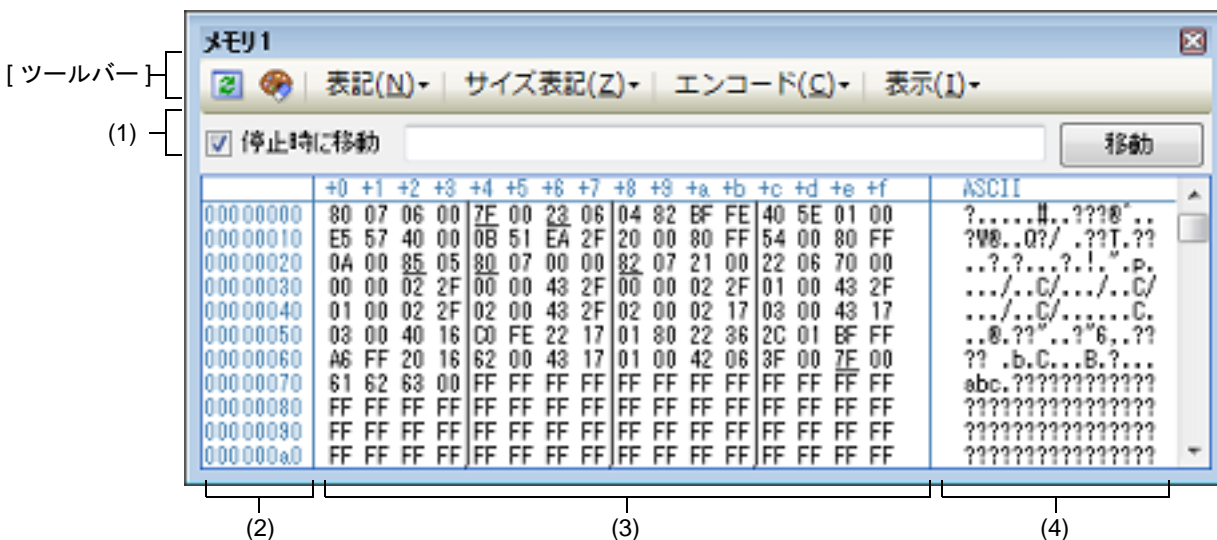 メモリ1
[ ツールバー ]
表記(N) サイズ表記(Z) エンコード(C) 表示(I)
(1)
停止時に移動 移動
+0 +1 +2 +3 +4 +5 +6 +7 +8 +9 +a +b +c +d +e +f ASCII
00000000 80 07 06 00 7F 00 23 06 04 82 BF FE 40 5E 01 00 ?.....#..???@^..
00000010 E5 57 40 00 0B 51 EA 2F 20 00 80 FF 54 00 80 FF ?W@..Q?/ .??T.??
00000020 0A 00 85 05 80 07 00 00 82 07 21 00 22 06 70 00 ..?.?...?.!.".p.
00000030 00 00 02 2F 00 00 43 2F 00 00 02 2F 01 00 43 2F .../..C/.../..C/
00000040 01 00 02 2F 02 00 43 2F 02 00 02 17 03 00 43 17 .../..C/......C.
00000050 03 00 40 16 C0 FE 22 17 01 80 22 36 2C 01 BF FF ..@.??"..?"6,.??
00000060 A6 FF 20 16 62 00 43 17 01 00 42 06 3F 00 7F 00 ?? .b.C...B.?...
00000070 61 62 63 00 FF FF FF FF FF FF FF FF FF FF FF FF abc.????????????
00000080 FF FF FF FF FF FF FF FF FF FF FF FF FF FF FF FF ????????????????
00000090 FF FF FF FF FF FF FF FF FF FF FF FF FF FF FF FF ????????????????
000000a0 FF FF FF FF FF FF FF FF FF FF FF FF FF FF FF FF ????????????????
(2) (3) (4)